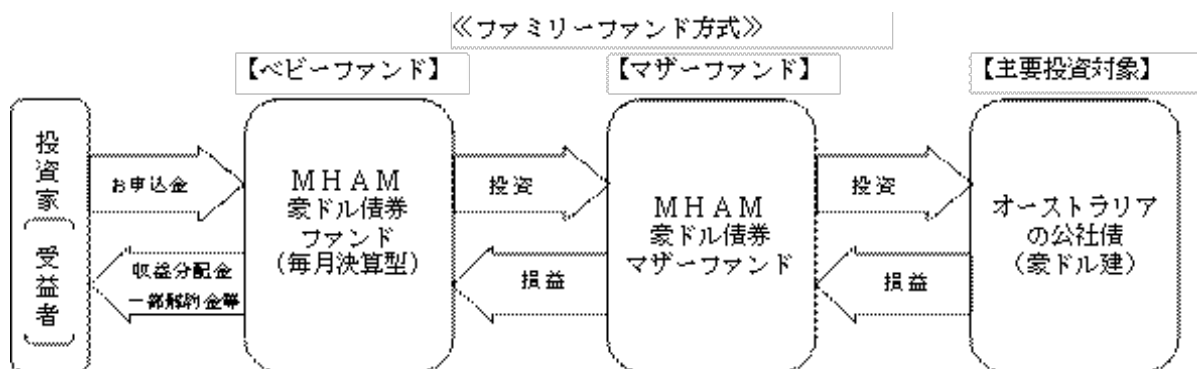 ≪ファミリーファンド方式≫
【ベビーファンド】
【マザーファンド】
【主要投資対象】
投資家
(受益者)
お申込金
収益分配金
一部解約金等
MHAM
豪ドル債券
ファンド
(毎月決算型)
投資
損益
MHAM
豪ドル債券
マザーファンド
投資
損益
オーストラリア
の公社債
(豪ドル建)